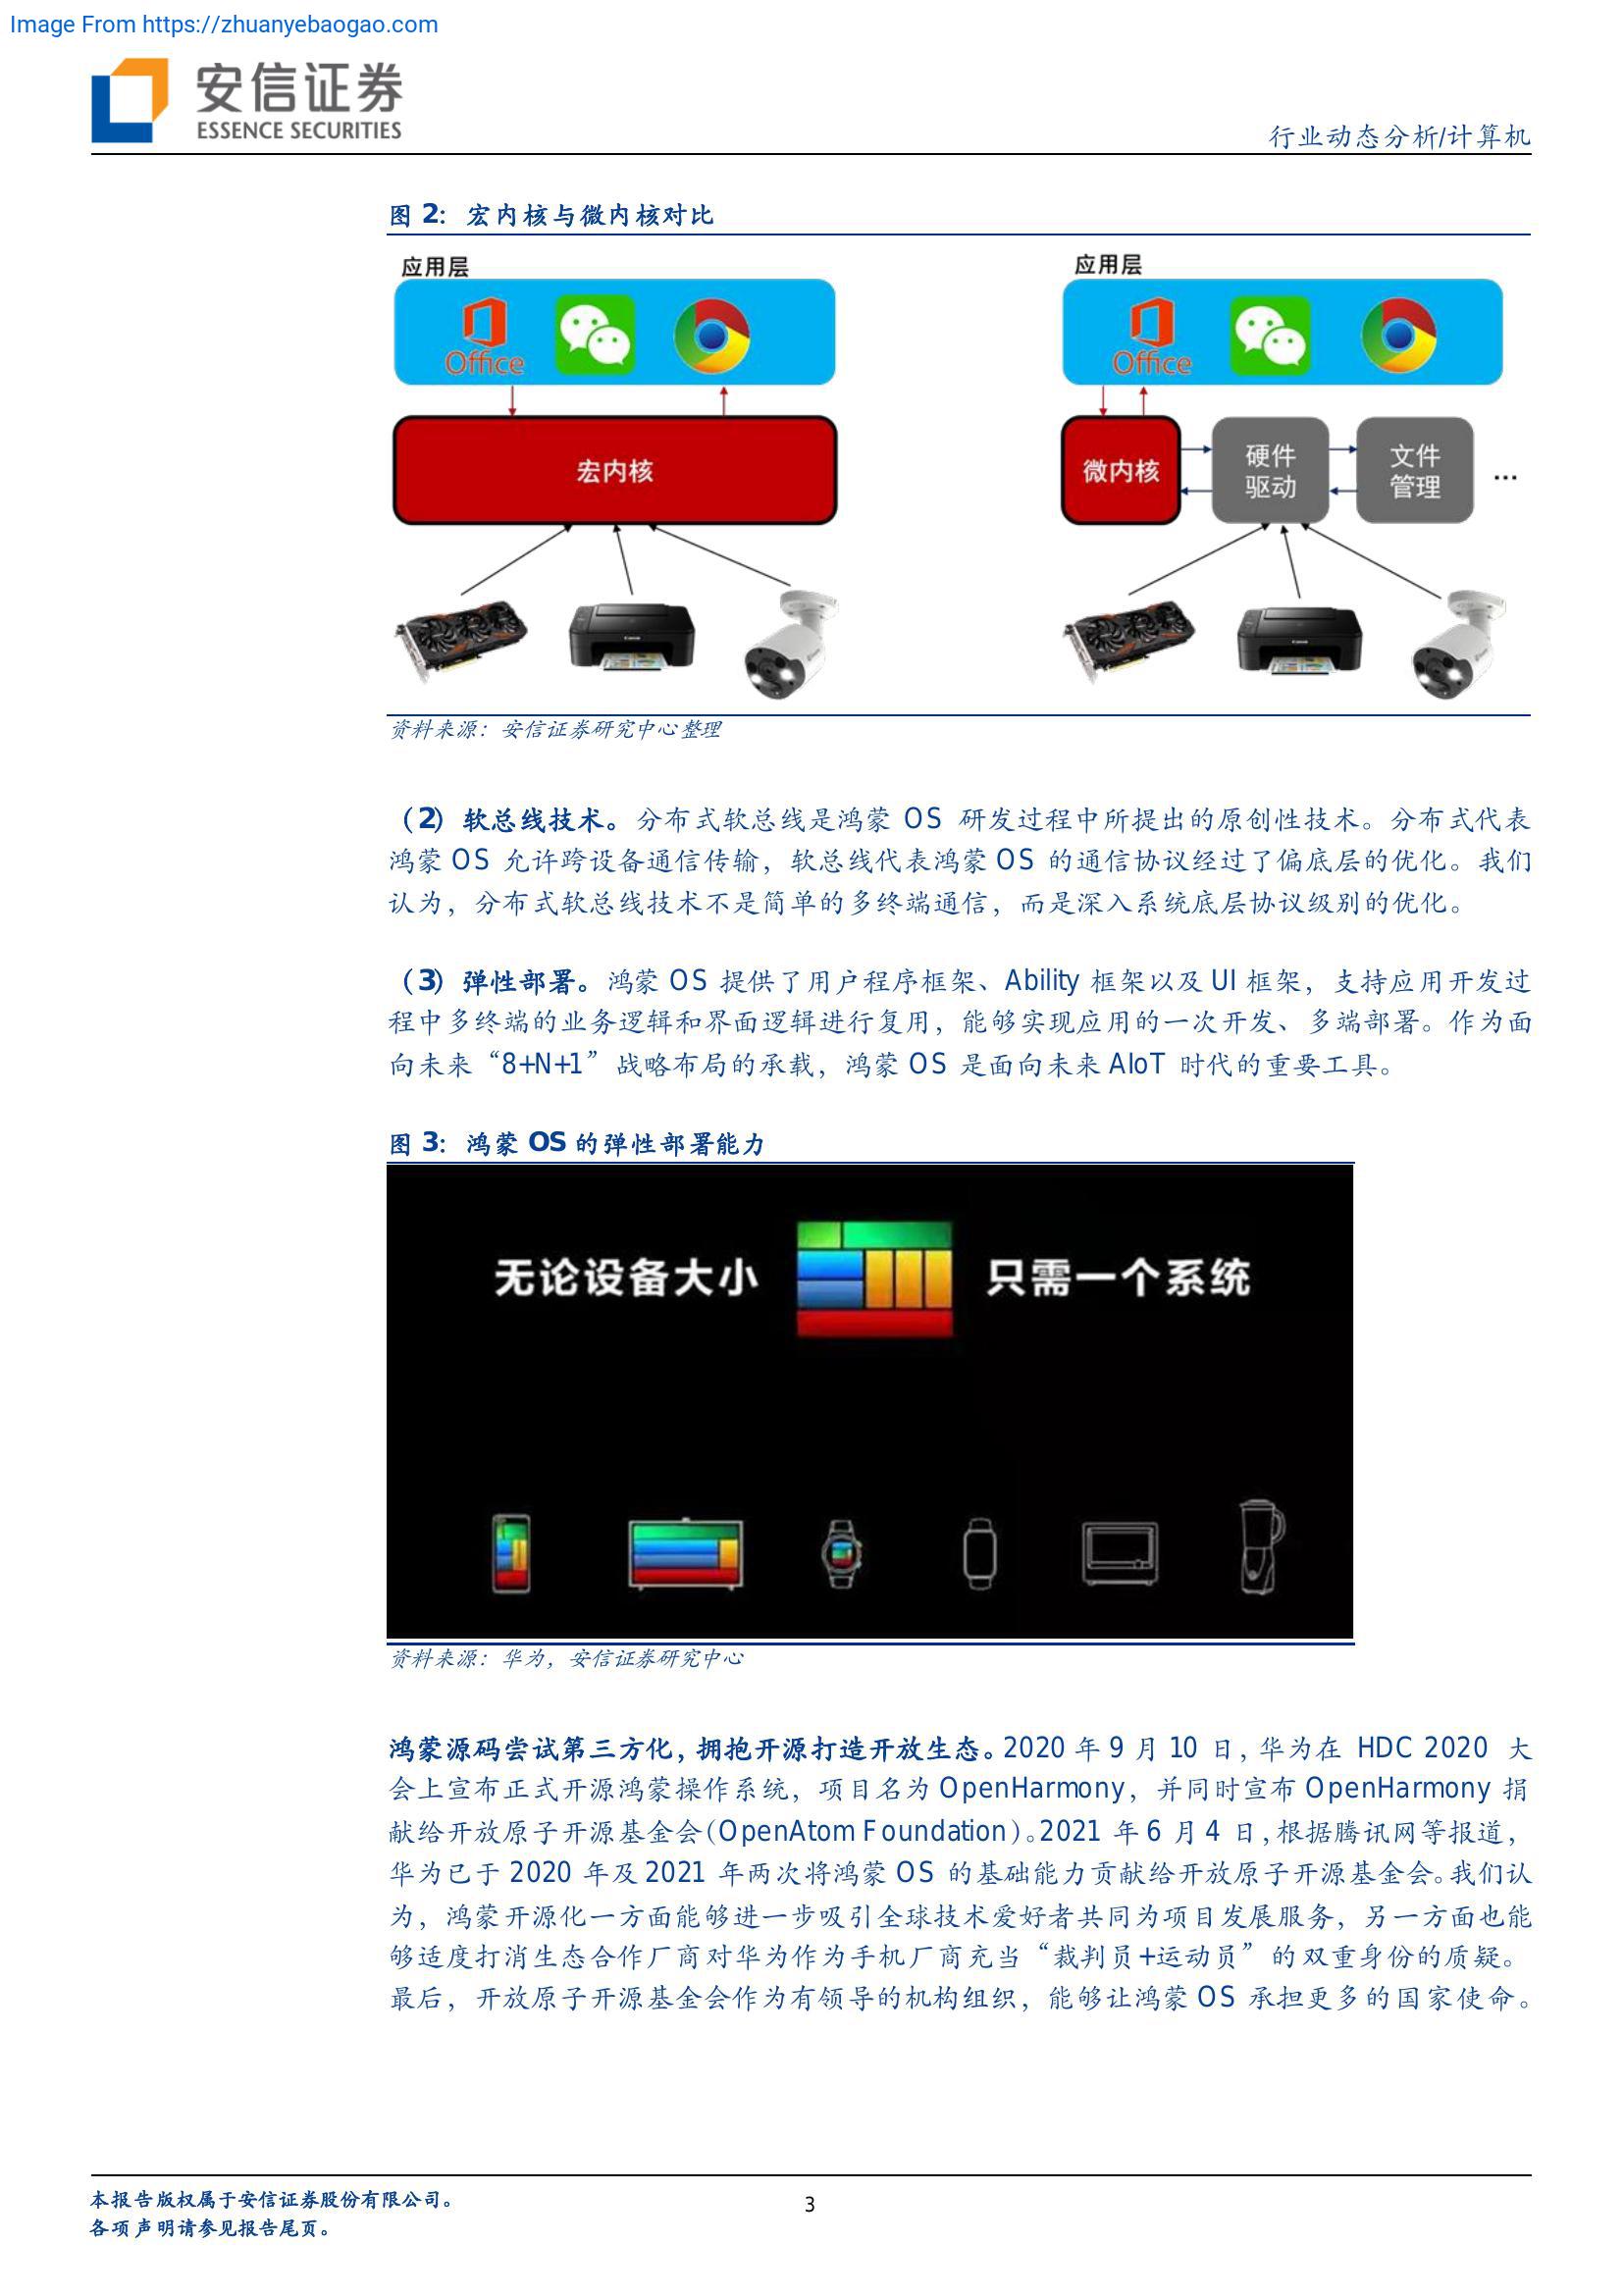 Image From https://zhuanyebaogao.com
安信证券
ESSENCE SECURITIES
行业动态分析/计算机
图 2: 宏内核与微内核对比
应用层
Office
宏内核
应用层
Office
微内核
硬件
驱动
文件
管理
...
资料来源：安信证券研究中心整理
（2）软总线技术。分布式软总线是鸿蒙 OS 研发过程中所提出的原创性技术。分布式代表
鸿蒙 OS 允许跨设备通信传输，软总线代表鸿蒙 OS 的通信协议经过了偏底层的优化。我们
认为，分布式软总线技术不是简单的多终端通信，而是深入系统底层协议级别的优化。
（3）弹性部署。鸿蒙 OS 提供了用户程序框架、Ability 框架以及 UI 框架，支持应用开发过
程中多终端的业务逻辑和界面逻辑进行复用，能够实现应用的一次开发、多端部署。作为面
向未来“8+N+1”战略布局的承载，鸿蒙 OS 是面向未来 AIoT 时代的重要工具。
图 3: 鸿蒙 OS 的弹性部署能力
无论设备大小 只需一个系统
资料来源：华为，安信证券研究中心
鸿蒙源码尝试第三方化，拥抱开源打造开放生态。2020 年 9 月 10 日，华为在 HDC 2020 大
会上宣布正式开源鸿蒙操作系统，项目名为 OpenHarmony，并同时宣布 OpenHarmony 捐
献给开放原子开源基金会（OpenAtom Foundation）。2021 年 6 月 4 日，根据腾讯网等报道，
华为已于 2020 年及 2021 年两次将鸿蒙 OS 的基础能力贡献给开放原子开源基金会。我们认
为，鸿蒙开源化一方面能够进一步吸引全球技术爱好者共同为项目发展服务，另一方面也能
够适度打消生态合作厂商对华为作为手机厂商充当“裁判员+运动员”的双重身份的质疑。
最后，开放原子开源基金会作为有领导的机构组织，能够让鸿蒙 OS 承担更多的国家使命。
本报告版权属于安信证券股份有限公司。
各项声明请参见报告尾页。
3